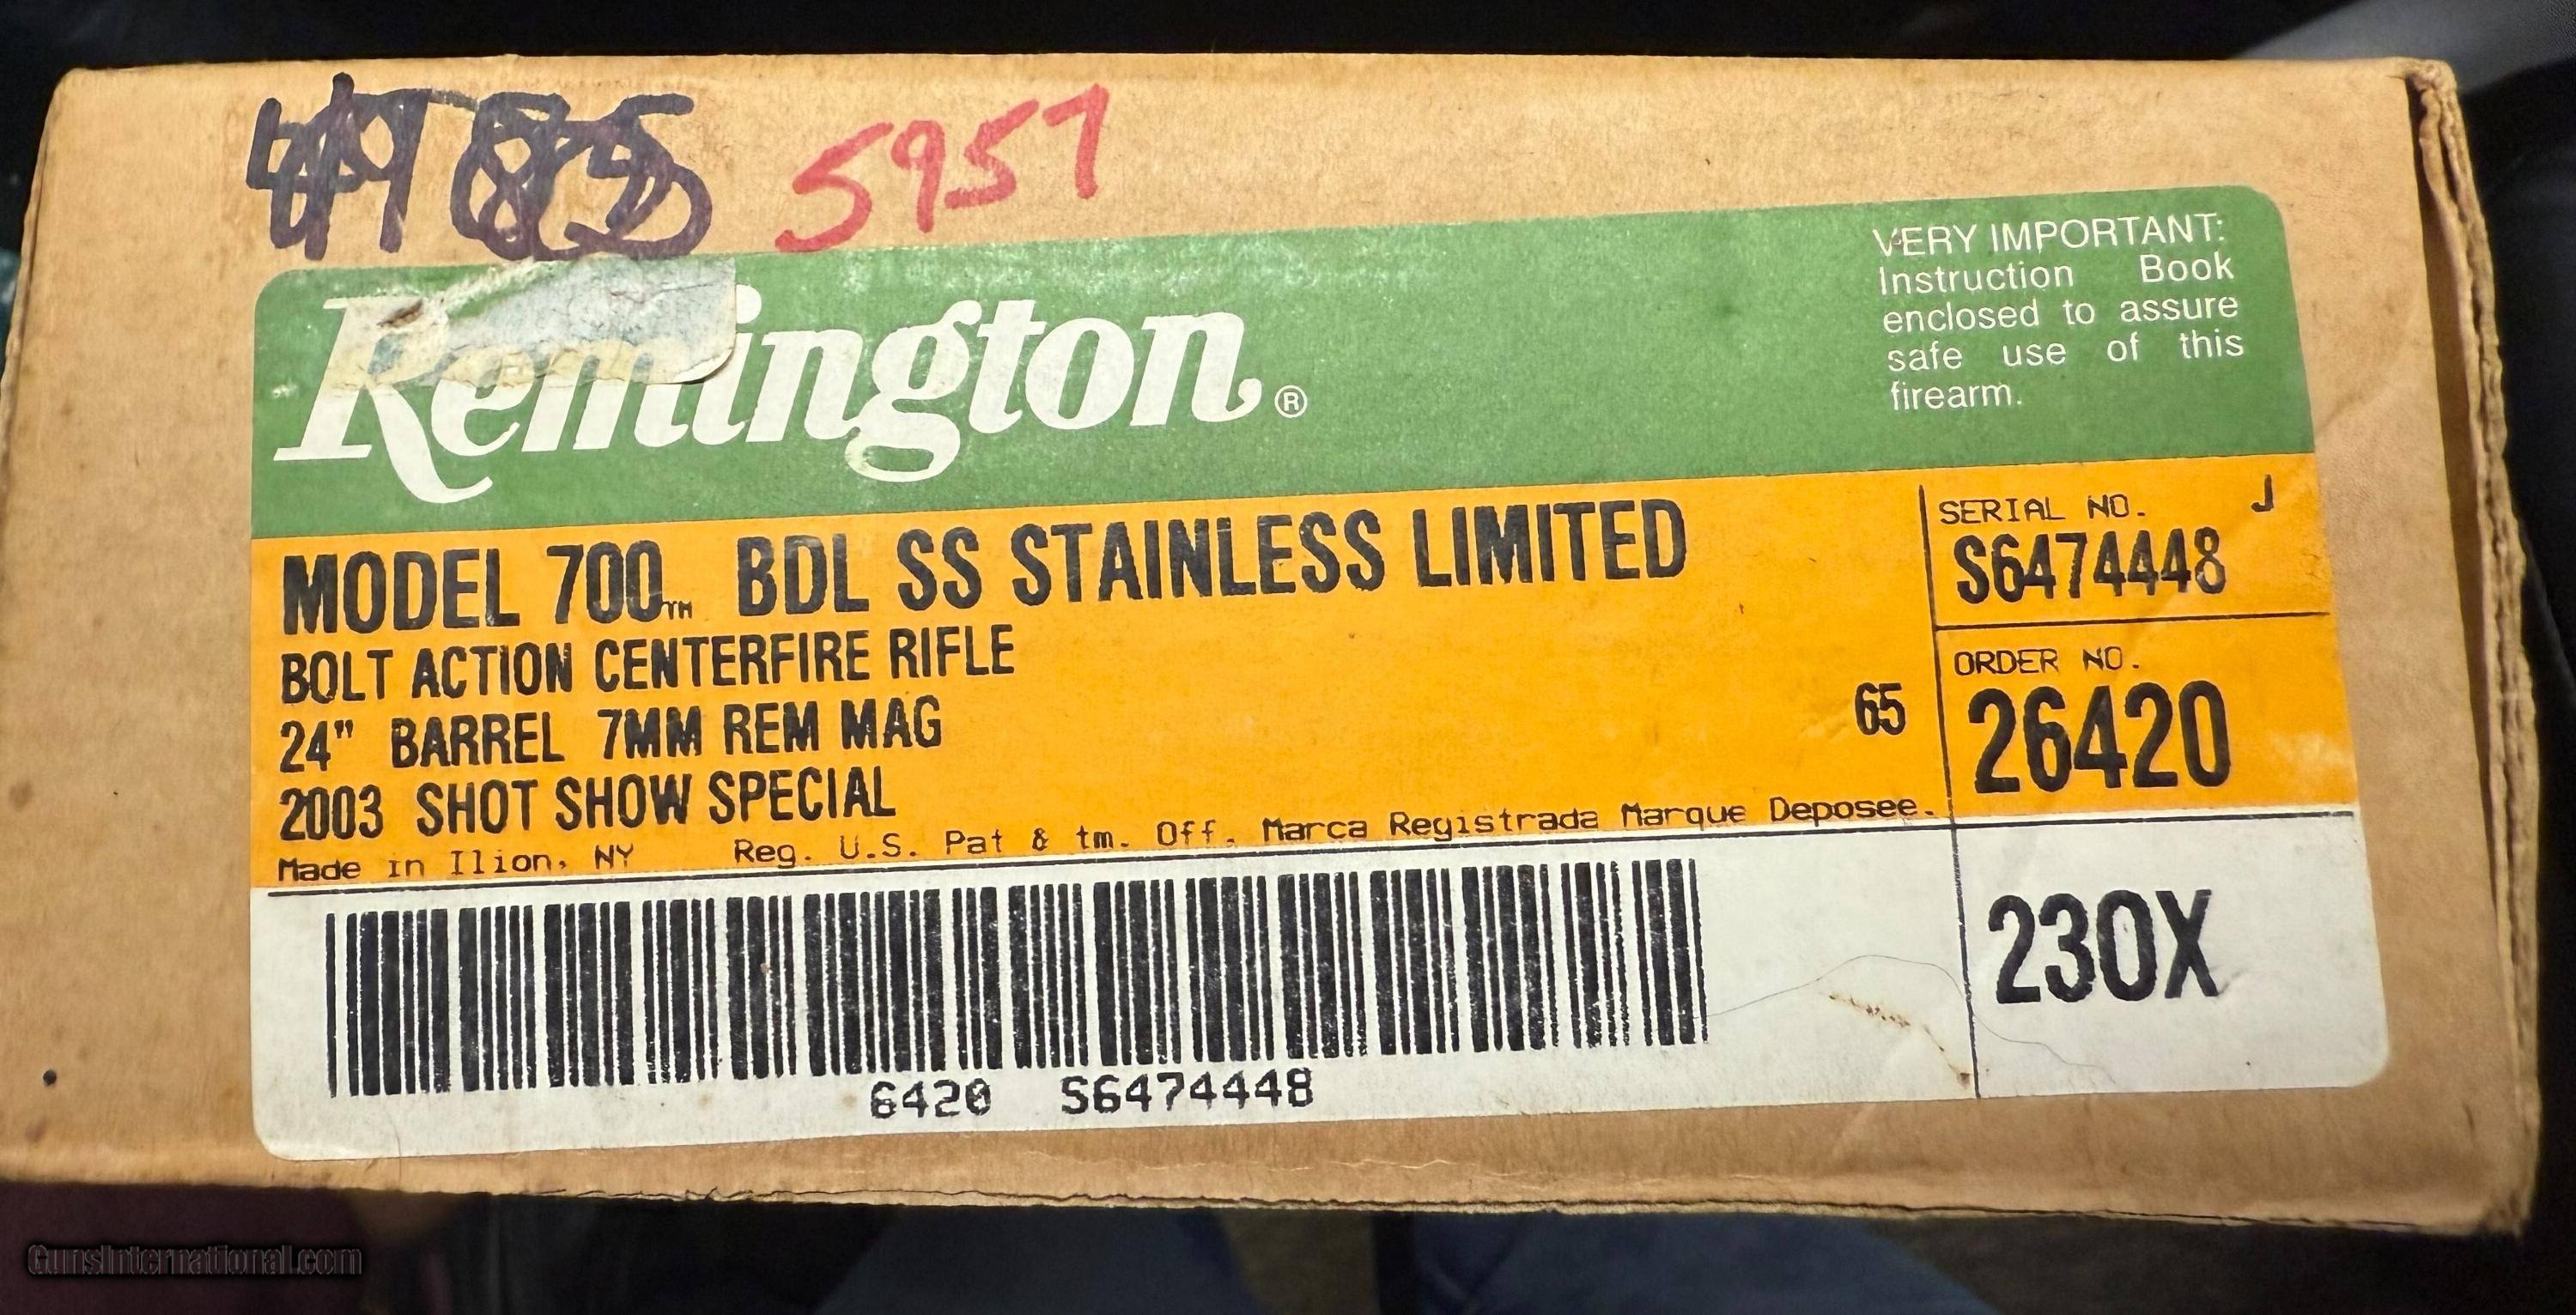 5957
Remington®
VERY IMPORTANT:
Instruction Book
enclosed to assure
safe use of this
firearm.
MODEL 700™ BDL SS STAINLESS LIMITED
BOLT ACTION CENTERFIRE RIFLE
24" BARREL 7MM REM MAG
2003 SHOT SHOW SPECIAL
65
Made in Ilion, NY Reg. U.S. Pat & tm. Off. Marca Registrada Marque Deposee.
SERIAL NO. J
S6474448
ORDER NO.
26420
230X
6420 S6474448
GunsInternational.com